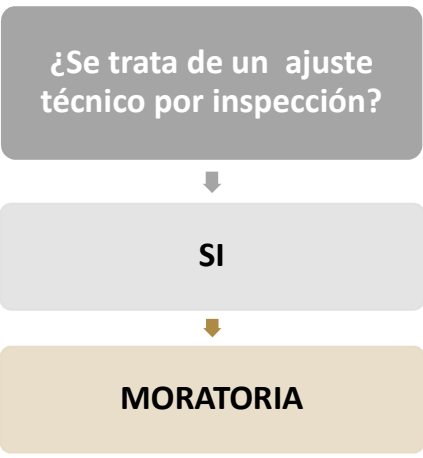 ¿Se trata de un ajuste
técnico por inspección?
SI
MORATORIA